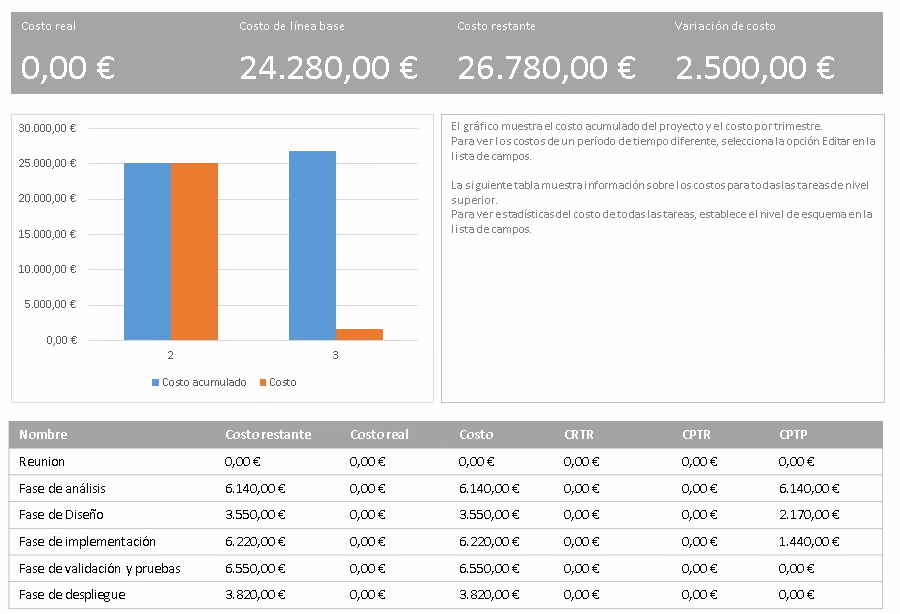 Costo real Costo de línea base Costo restante Variación de costo
0,00 € 24.280,00 € 26.780,00 € 2.500,00 €
30.000,00 €
25.000,00 €
20.000,00 €
15.000,00 €
10.000,00 €
5.000,00 €
0,00 €
2 3
Costo acumulado Costo
El gráfico muestra el costo acumulado del proyecto y el costo por trimestre.
Para ver los costos de un período de tiempo diferente, selecciona la opción Editar en la
lista de campos.
La siguiente tabla muestra información sobre los costos para todas las tareas de nivel
superior.
Para ver estadísticas del costo de todas las tareas, establece el nivel de esquema en la
lista de campos.
Nombre Costo restante Costo real Costo CRTR CPTR CPTP
Reunion 0,00 € 0,00 € 0,00 € 0,00 € 0,00 € 0,00 €
Fase de análisis 6.140,00 € 0,00 € 6.140,00 € 0,00 € 0,00 € 6.140,00 €
Fase de Diseño 3.550,00 € 0,00 € 3.550,00 € 0,00 € 0,00 € 2.170,00 €
Fase de implementación 6.220,00 € 0,00 € 6.220,00 € 0,00 € 0,00 € 1.440,00 €
Fase de validación y pruebas 6.550,00 € 0,00 € 6.550,00 € 0,00 € 0,00 € 0,00 €
Fase de despliegue 3.820,00 € 0,00 € 3.820,00 € 0,00 € 0,00 € 0,00 €